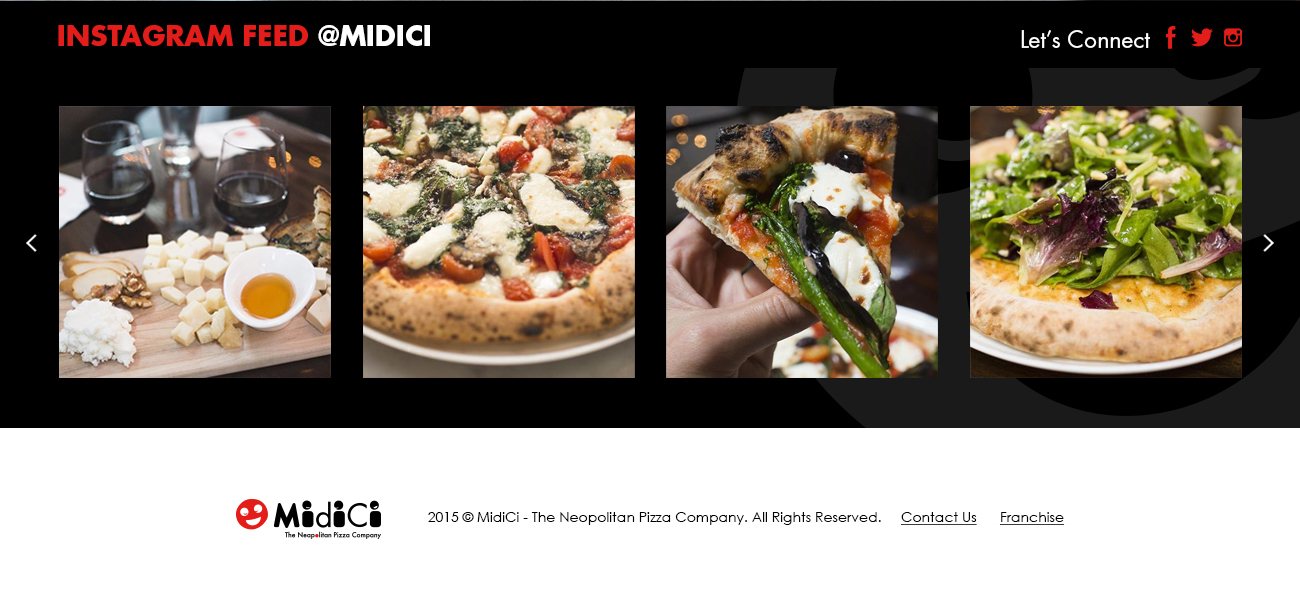 INSTAGRAM FEED @MIDICI
Let's Connect
MidiCi
The Neapolitan Pizza Company
2015 © MidiCi - The Neopolitan Pizza Company. All Rights Reserved. Contact Us Franchise